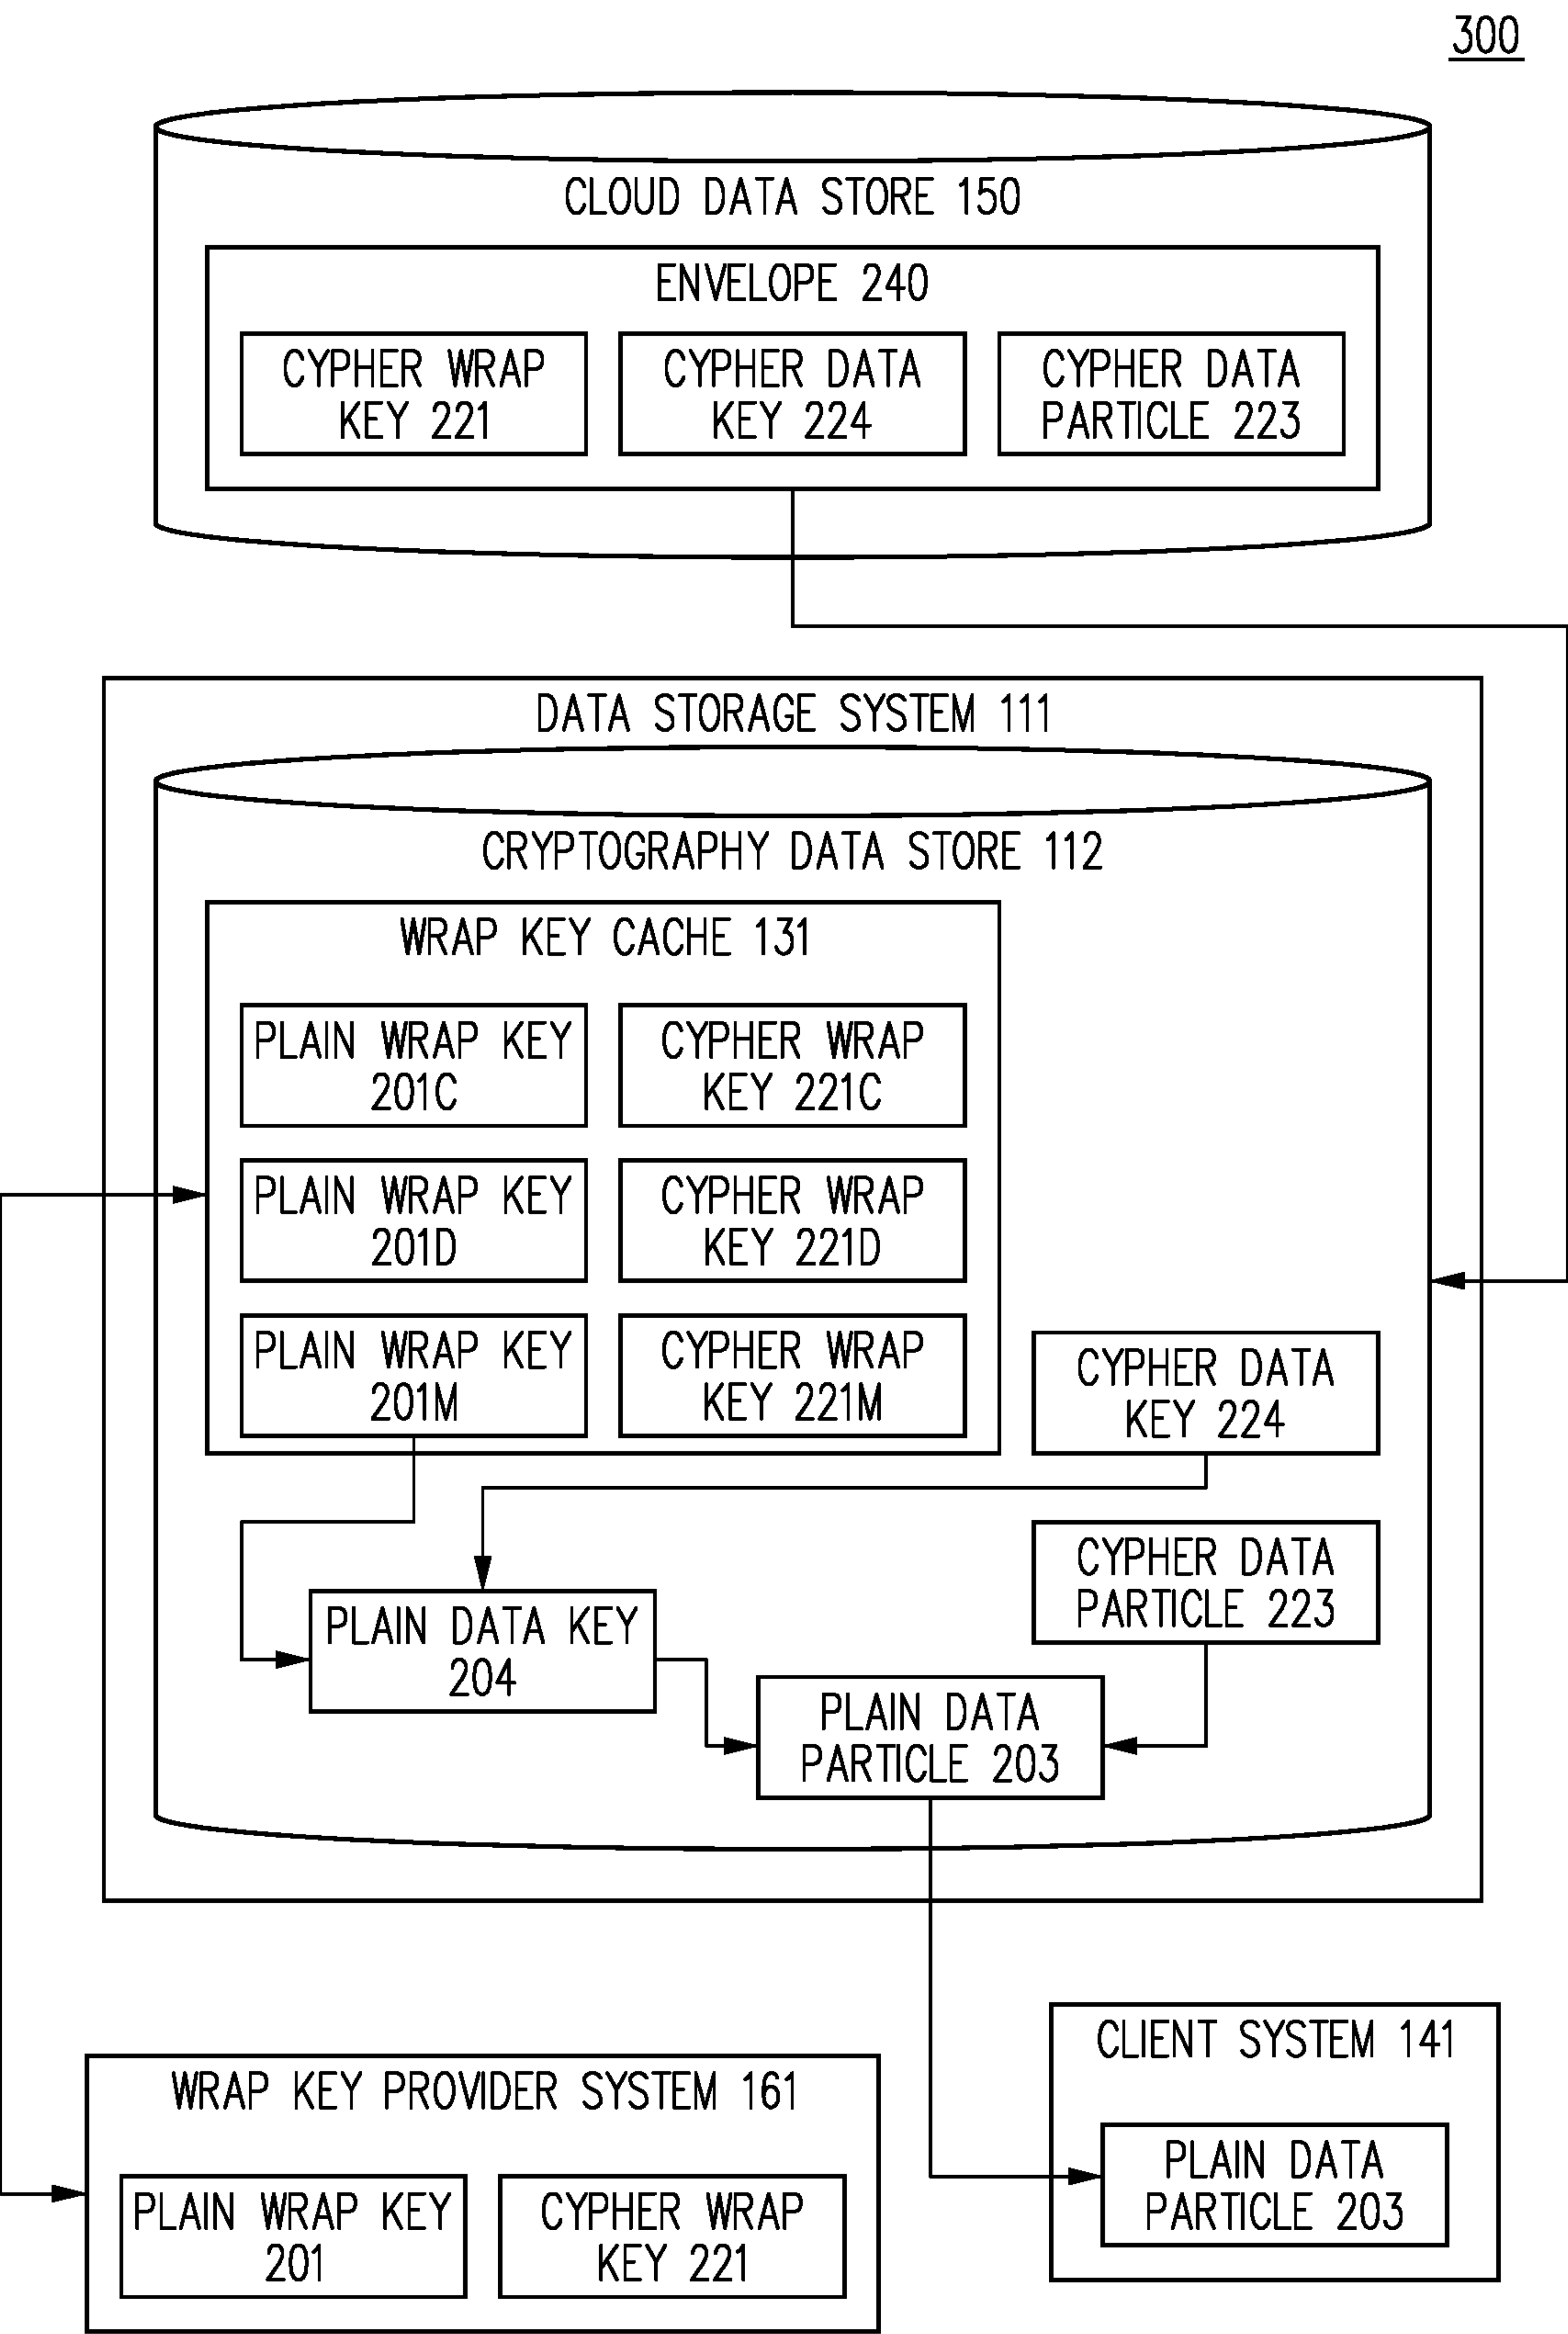 300
CLOUD DATA STORE 150
ENVELOPE 240
CYPHER WRAP
KEY 221
CYPHER DATA
KEY 224
CYPHER DATA
PARTICLE 223
DATA STORAGE SYSTEM 111
CRYPTOGRAPHY DATA STORE 112
WRAP KEY CACHE 131
PLAIN WRAP KEY
201C
CYPHER WRAP
KEY 221C
PLAIN WRAP KEY
201D
CYPHER WRAP
KEY 221D
PLAIN WRAP KEY
201M
CYPHER WRAP
KEY 221M
CYPHER DATA
KEY 224
CYPHER DATA
PARTICLE 223
PLAIN DATA KEY
204
PLAIN DATA
PARTICLE 203
CLIENT SYSTEM 141
PLAIN DATA
PARTICLE 203
WRAP KEY PROVIDER SYSTEM 161
PLAIN WRAP KEY
201
CYPHER WRAP
KEY 221